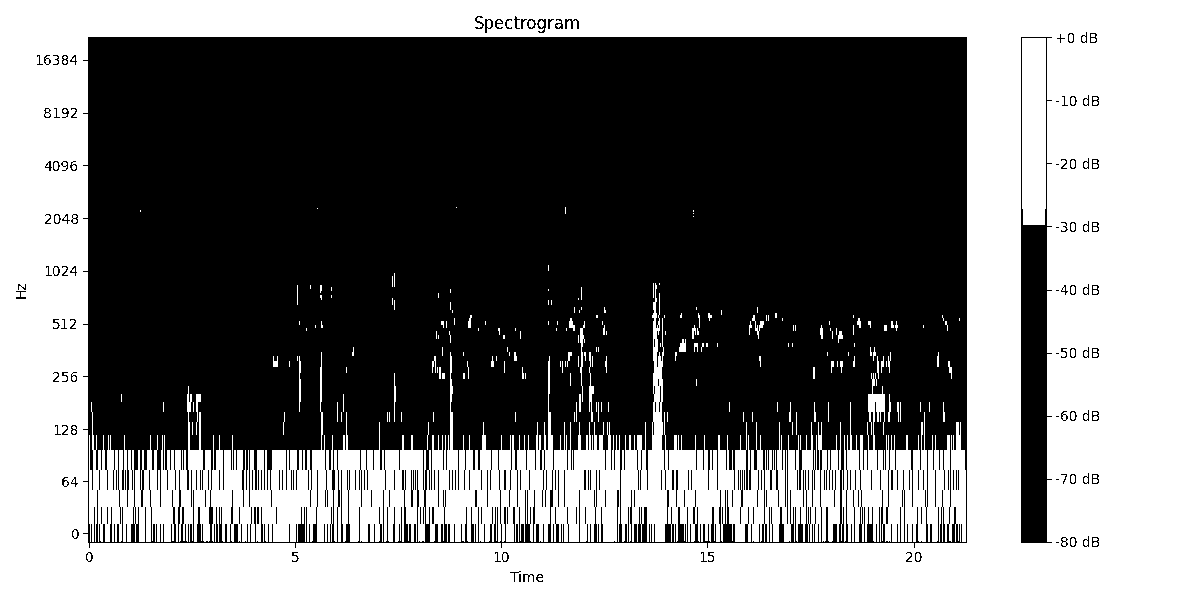 Spectrogram
Hz
16384
8192
4096
2048
1024
512
256
128
64
0
0 5 10 15 20
Time
+0 dB
-10 dB
-20 dB
-30 dB
-40 dB
-50 dB
-60 dB
-70 dB
-80 dB